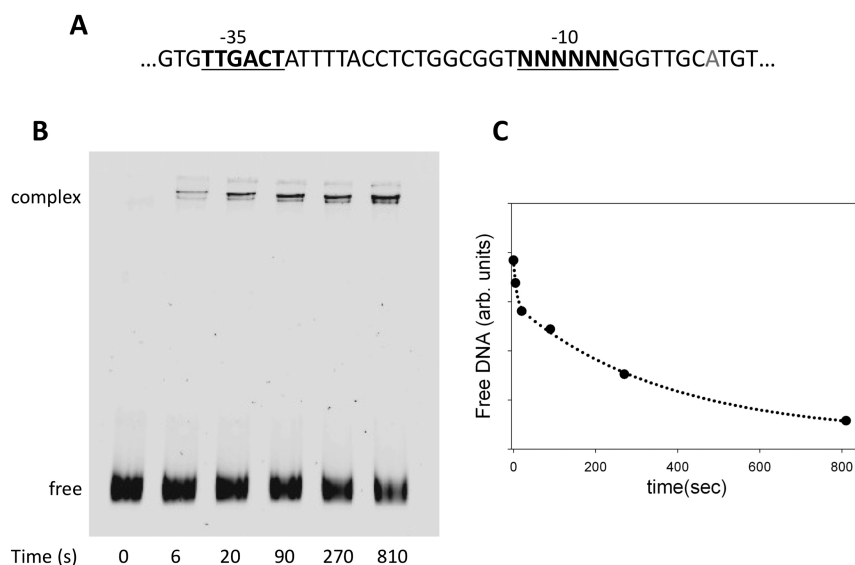 A
-35 -10
...GTGTTGACTATTTTACCTCTGGCGGTNNNNNNGGTTGCATGT...
B
complex
free
Time (s) 0 6 20 90 270 810
C
Free DNA (arb. units)
0 200 400 600 800
time(sec)